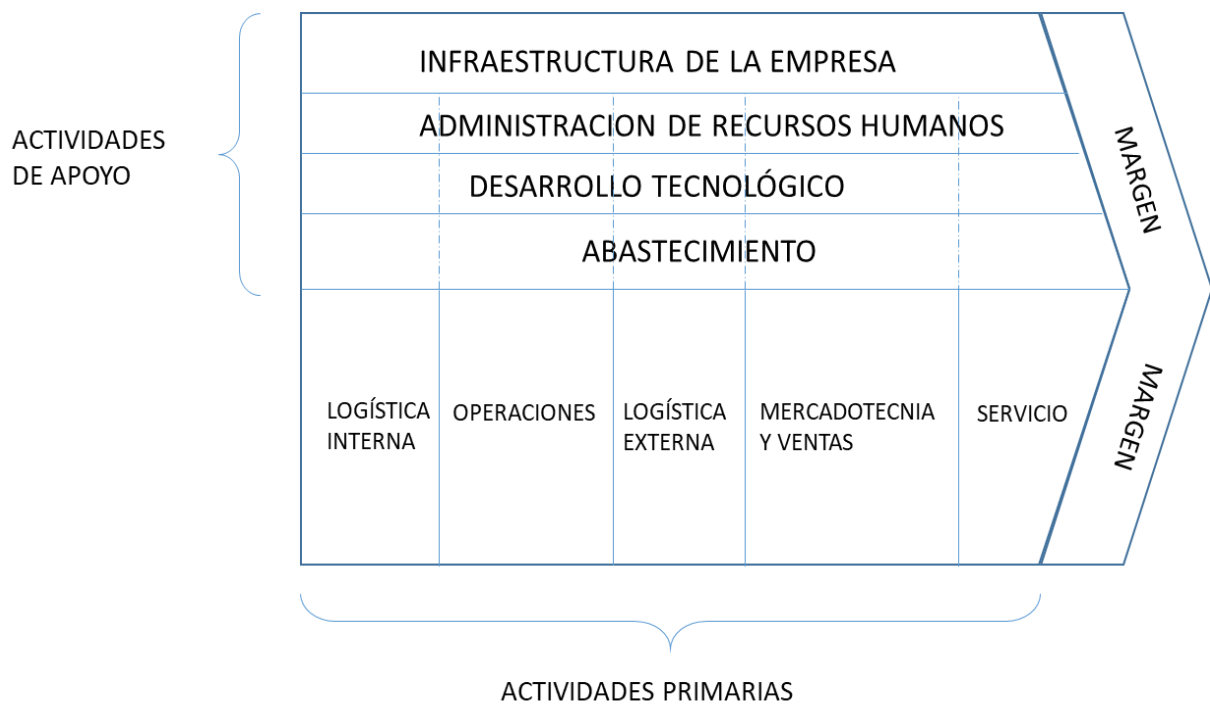 INFRAESTRUCTURA DE LA EMPRESA
ADMINISTRACION DE RECURSOS HUMANOS
DESARROLLO TECNOLÓGICO
ABASTECIMIENTO
ACTIVIDADES
DE APOYO
MARGEN
MARGEN
LOGÍSTICA
INTERNA
OPERACIONES
LOGÍSTICA
EXTERNA
MERCADOTECNIA
Y VENTAS
SERVICIO
ACTIVIDADES PRIMARIAS